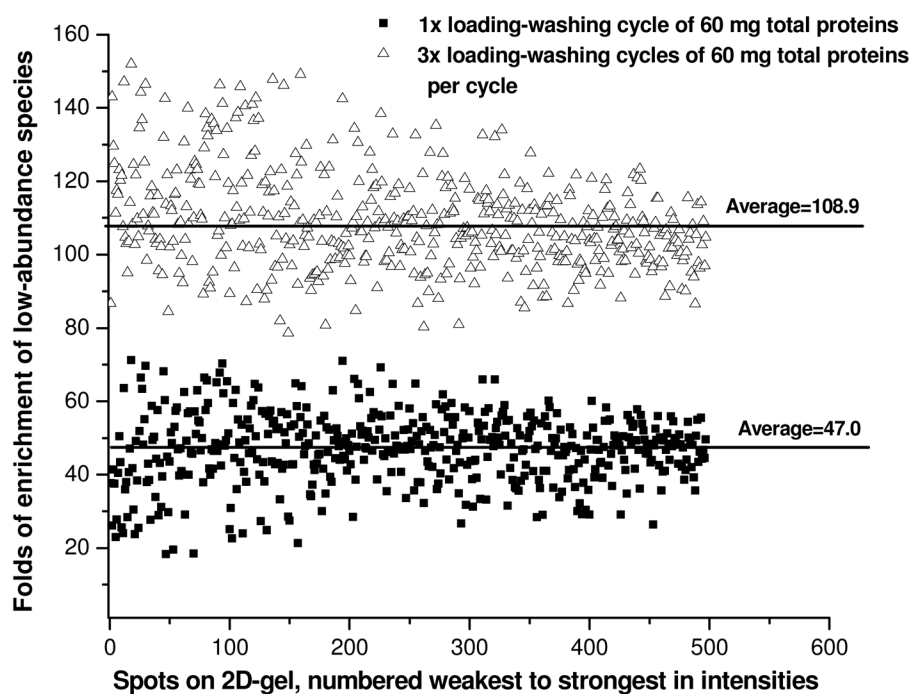 1x loading-washing cycle of 60 mg total proteins
3x loading-washing cycles of 60 mg total proteins
per cycle
Folds of enrichment of low-abundance species
160
140
120
100
80
60
40
20
Average=108.9
Average=47.0
0 100 200 300 400 500 600
Spots on 2D-gel, numbered weakest to strongest in intensities